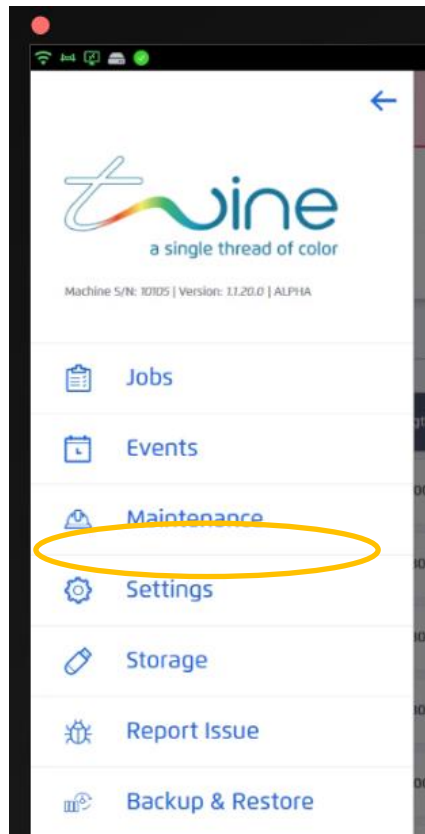 twine
a single thread of color
Machine S/N: 10105 | Version: 1.1.20.0 | ALPHA
Jobs
Events
Maintenance
Settings
Storage
Report Issue
Backup & Restore